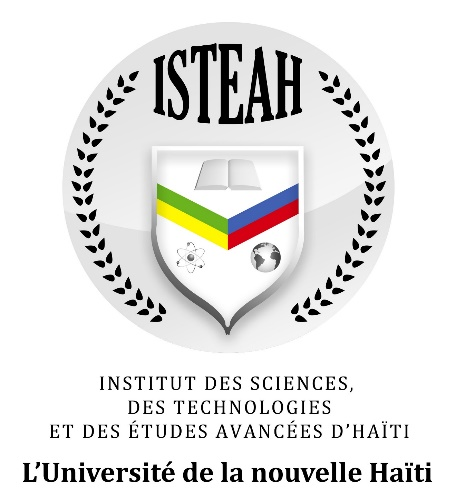 ISTEAH
INSTITUT DES SCIENCES,
DES TECHNOLOGIES
ET DES ÉTUDES AVANCÉES D'HAÏTI
L'Université de la nouvelle Haïti